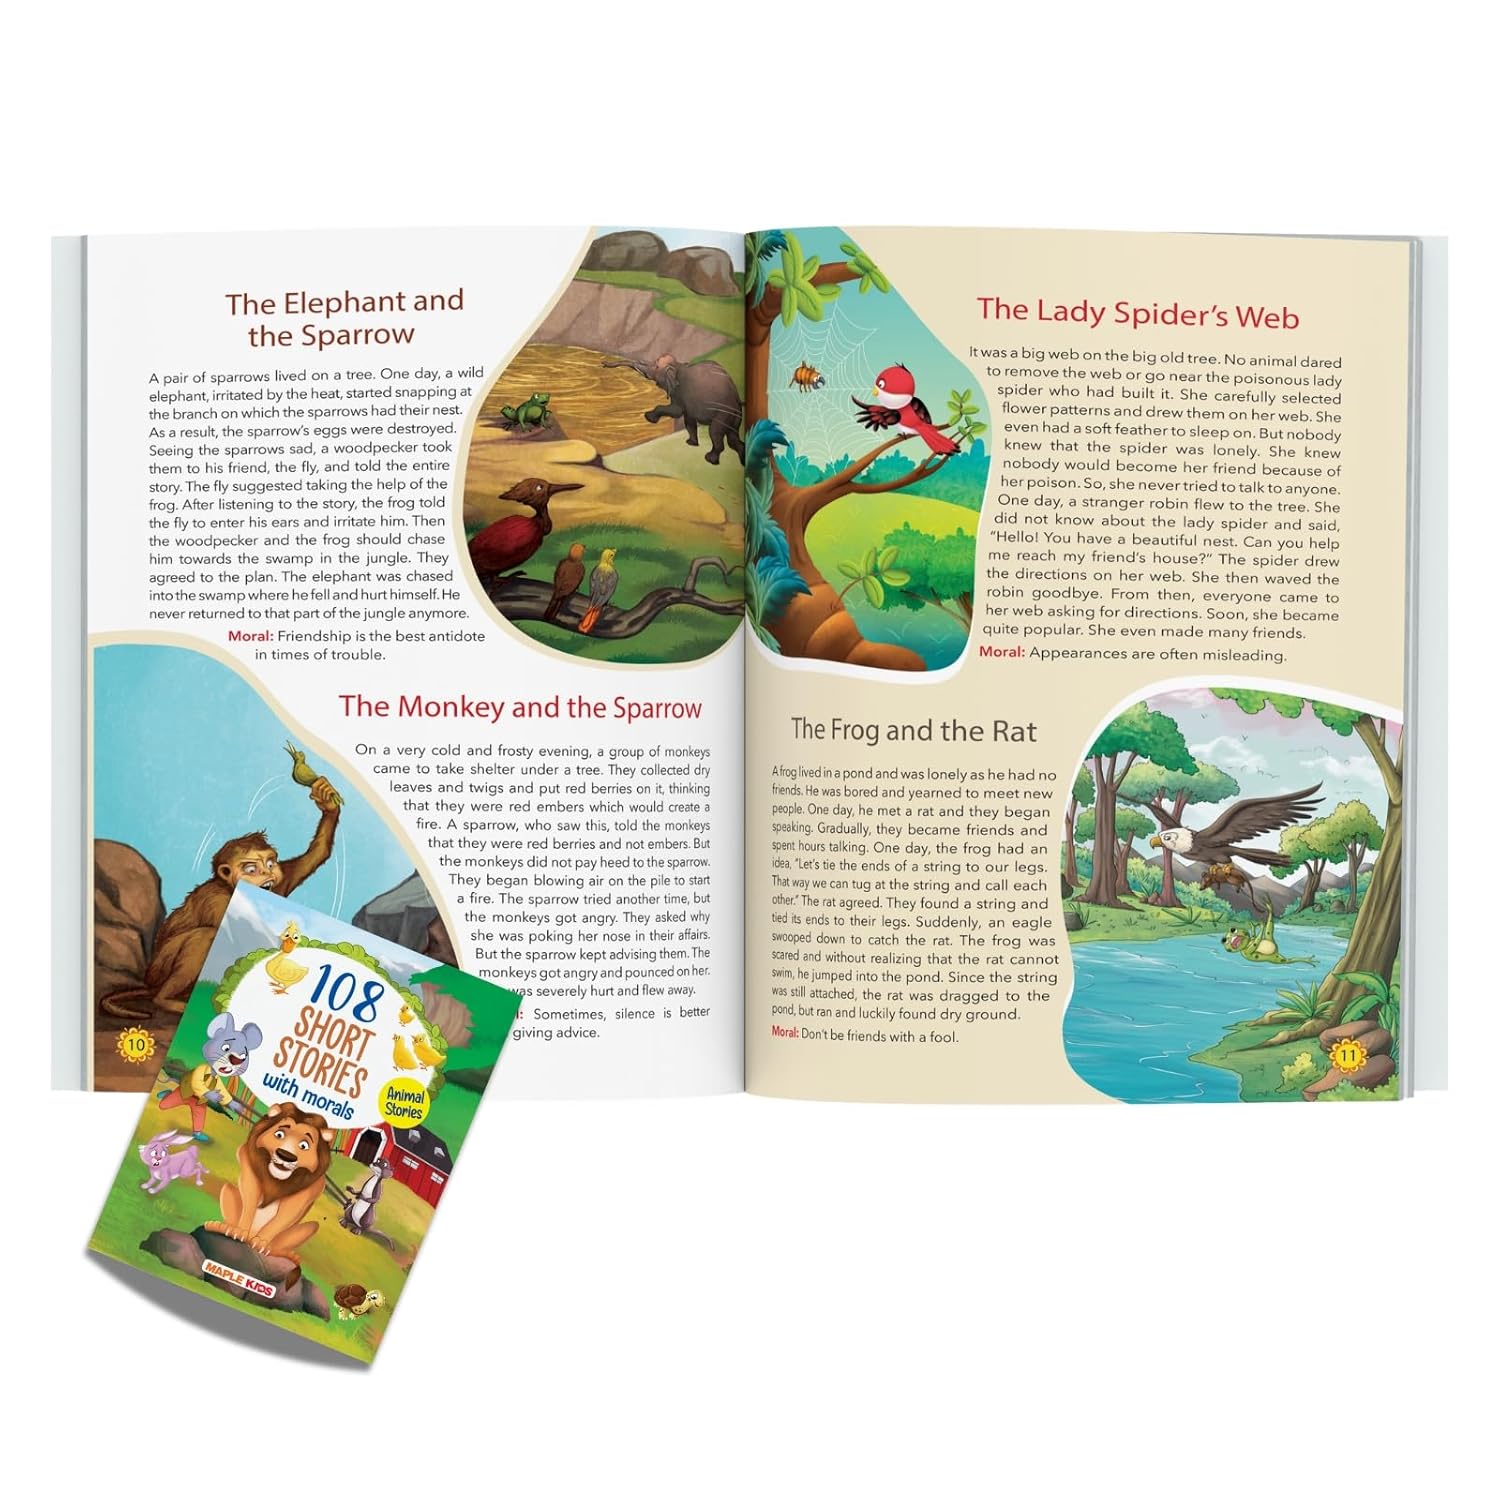 The Elephant and
the Sparrow
A pair of sparrows lived on a tree. One day, a wild
elephant, irritated by the heat, started snapping at
the branch on which the sparrows had their nest.
As a result, the sparrow's eggs were destroyed.
Seeing the sparrows sad, a woodpecker took
them to his friend, the fly, and told the entire
story. The fly suggested taking the help of the
frog. After listening to the story, the frog told
the fly to enter his ears and irritate him. Then
the woodpecker and the frog should chase
him towards the swamp in the jungle. They
agreed to the plan. The elephant was chased
into the swamp where he fell and hurt himself. He
never returned to that part of the jungle anymore.
Moral: Friendship is the best antidote
in times of trouble.
The Monkey and the Sparrow
On a very cold and frosty evening, a group of monkeys
came to take shelter under a tree. They collected dry
leaves and twigs and put red berries on it, thinking
that they were red embers which would create a
fire. A sparrow, who saw this, told the monkeys
that they were red berries and not embers. But
the monkeys did not pay heed to the sparrow.
They began blowing air on the pile to start
a fire. The sparrow tried another time, but
the monkeys got angry. They asked why
she was poking her nose in their affairs.
But the sparrow kept advising them. The
monkeys got angry and pounced on her.
was severely hurt and flew away.
Sometimes, silence is better
giving advice.
10
The Lady Spider's Web
It was a big web on the big old tree. No animal dared
to remove the web or go near the poisonous lady
spider who had built it. She carefully selected
flower patterns and drew them on her web. She
even had a soft feather to sleep on. But nobody
knew that the spider was lonely. She knew
nobody would become her friend because of
her poison. So, she never tried to talk to anyone.
One day, a stranger robin flew to the tree. She
did not know about the lady spider and said,
"Hello! You have a beautiful nest. Can you help
me reach my friend's house?" The spider drew
the directions on her web. She then waved the
robin goodbye. From then, everyone came to
her web asking for directions. Soon, she became
quite popular. She even made many friends.
Moral: Appearances are often misleading.
The Frog and the Rat
A frog lived in a pond and was lonely as he had no
friends. He was bored and yearned to meet new
people. One day, he met a rat and they began
speaking. Gradually, they became friends and
spent hours talking. One day, the frog had an
idea, "Let's tie the ends of a string to our legs.
That way we can tug at the string and call each
other." The rat agreed. They found a string and
tied its ends to their legs. Suddenly, an eagle
swooped down to catch the rat. The frog was
scared and without realizing that the rat cannot
swim, he jumped into the pond. Since the string
was still attached, the rat was dragged to the
pond, but ran and luckily found dry ground.
Moral: Don't be friends with a fool.
11
108
SHORT
STORIES
with morals
Animal
Stories
MAPLE KIDS